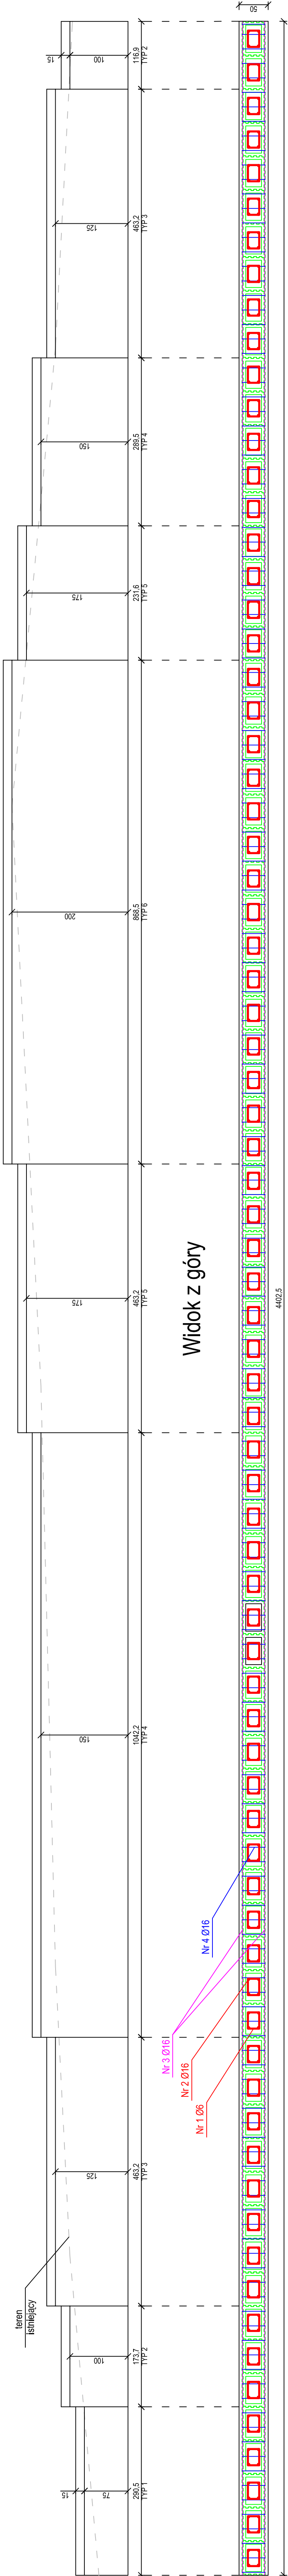 15
100
116,9
TYP 2
125
463,2
TYP 3
150
289,5
TYP 4
175
231,6
TYP 5
200
868,5
TYP 6
175
463,2
TYP 5
150
1042,2
TYP 4
125
463,2
TYP 3
100
173,7
TYP 2
15
75
290,5
TYP 1
teren
istniejący
Widok z góry
50
4402,5
Nr 4 Ø16
Nr 3 Ø16
Nr 2 Ø16
Nr 1 Ø6